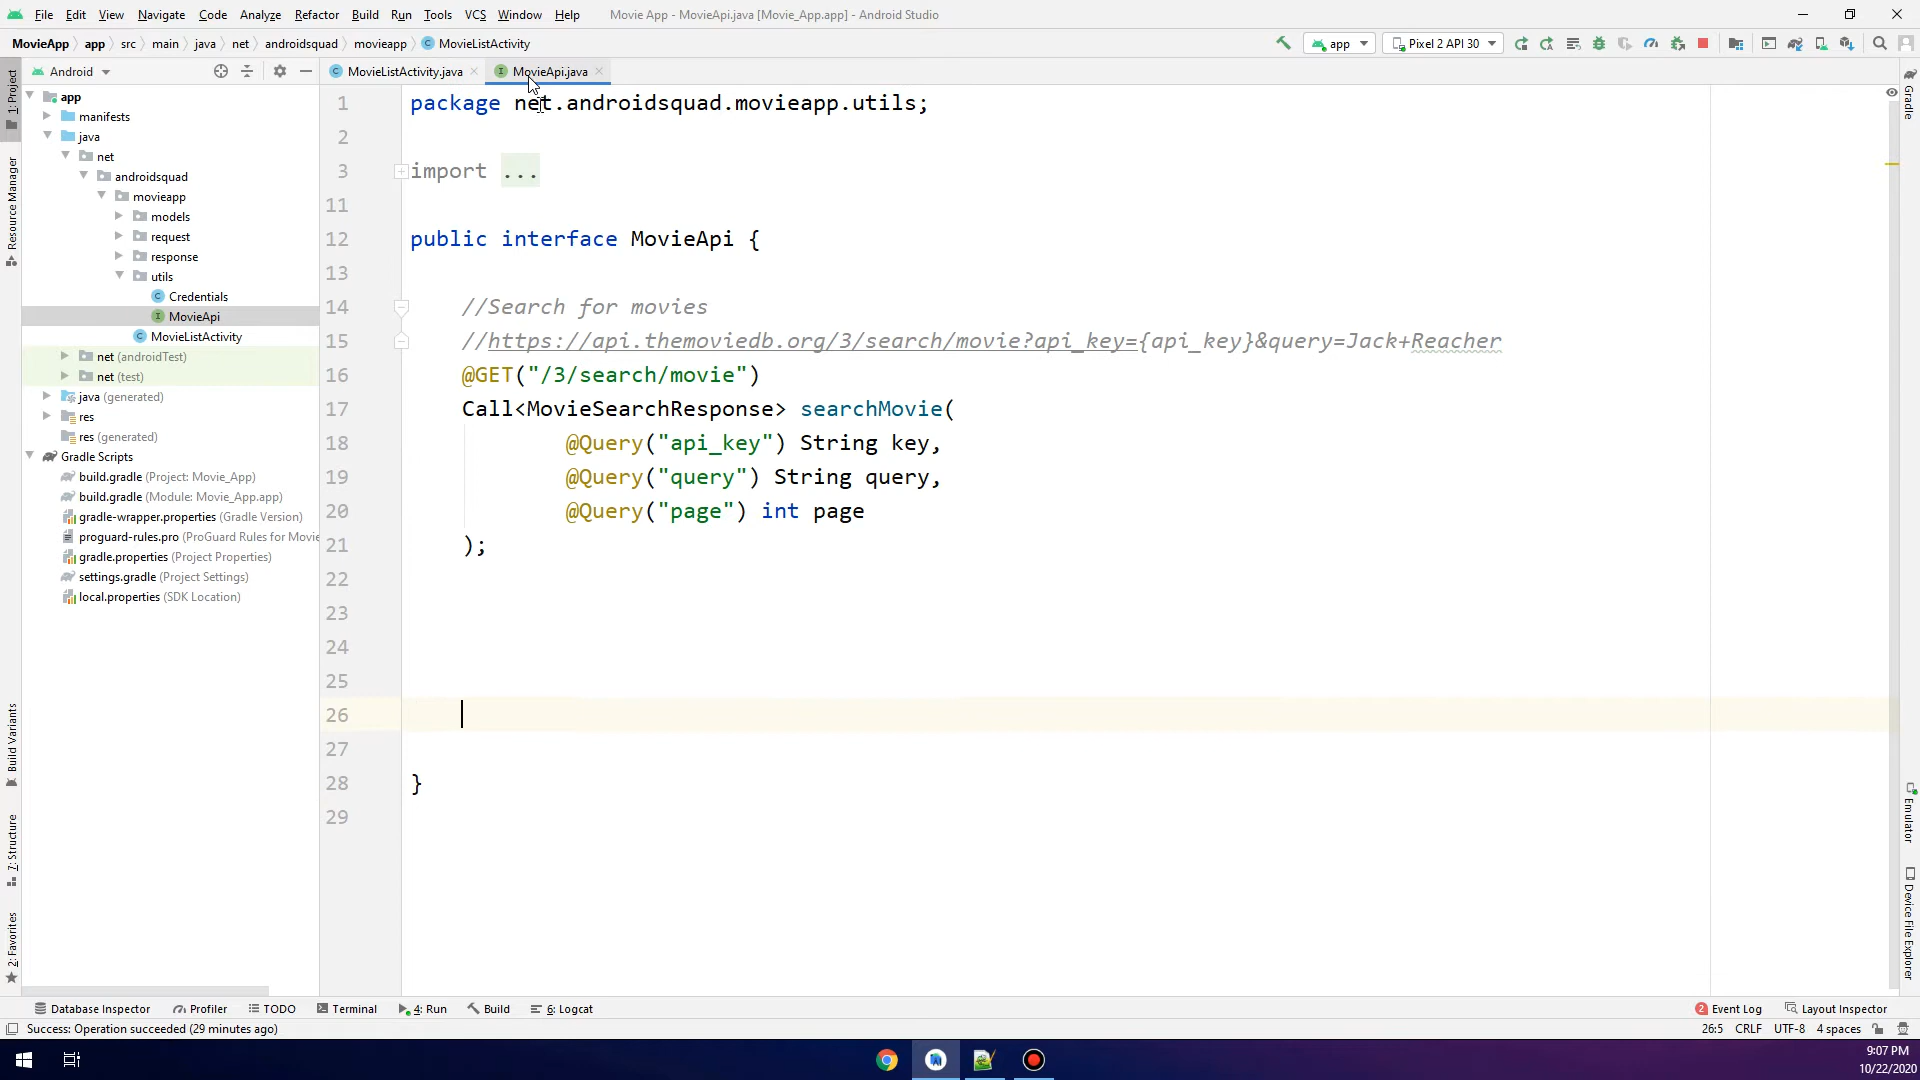 File Edit View Navigate Code Analyze Refactor Build Run Tools VCS Window Help Movie App - MovieApi.java [Movie_App.app] - Android Studio
MovieApp app src main java net androidsquad movieapp MovieListActivity app Pixel 2 API 30
Android MovieListActivity.java MovieApi.java
1: Project
Resource Manager
Build Variants
7: Structure
2: Favorites
app
manifests
java
net
androidsquad
movieapp
models
request
response
utils
Credentials
MovieApi
MovieListActivity
net (androidTest)
net (test)
java (generated)
res
res (generated)
Gradle Scripts
build.gradle (Project: Movie_App)
build.gradle (Module: Movie_App.app)
gradle-wrapper.properties (Gradle Version)
proguard-rules.pro (ProGuard Rules for Movie
gradle.properties (Project Properties)
settings.gradle (Project Settings)
local.properties (SDK Location)
1 package net.androidsquad.movieapp.utils;
2
3 import ...
11
12 public interface MovieApi {
13
14 //Search for movies
15 //https://api.themoviedb.org/3/search/movie?api_key={api_key}&query=Jack+Reacher
16 @GET("/3/search/movie")
17 Call<MovieSearchResponse> searchMovie(
18 @Query("api_key") String key,
19 @Query("query") String query,
20 @Query("page") int page
21 );
22
23
24
25
26
27
28 }
29
Gradle
Emulator
Device File Explorer
Database Inspector Profiler TODO Terminal 4: Run Build 6: Logcat 2 Event Log Layout Inspector
Success: Operation succeeded (29 minutes ago) 26:5 CRLF UTF-8 4 spaces
9:07 PM
10/22/2020